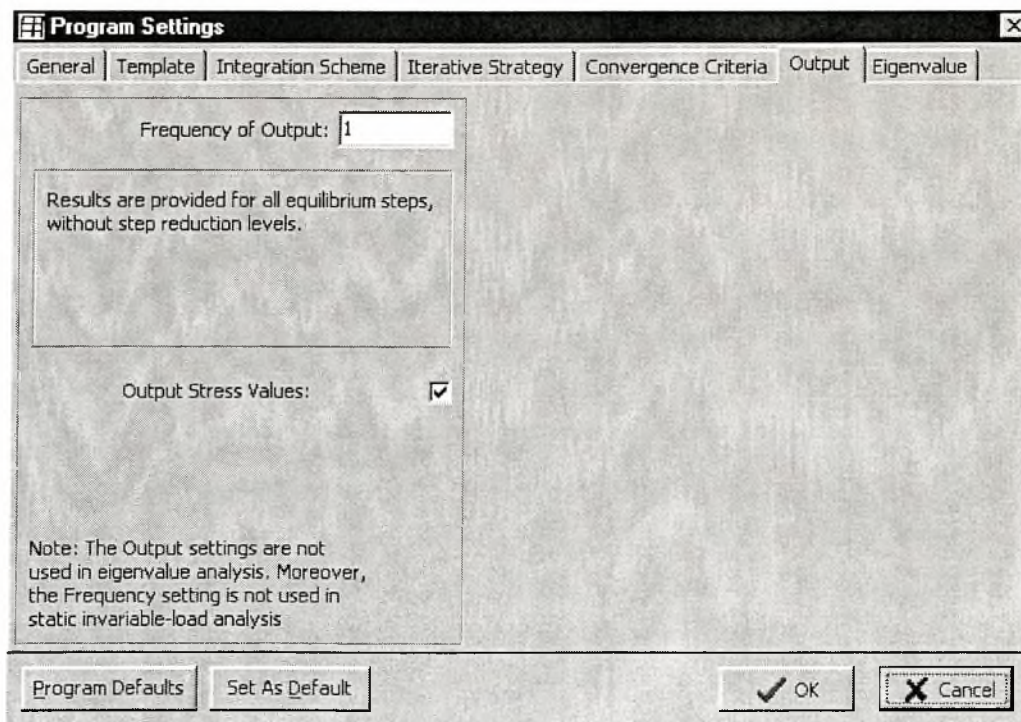 Program Settings
General Template Integration Scheme Iterative Strategy Convergence Criteria Output Eigenvalue
Frequency of Output: 1
Results are provided for all equilibrium steps,
without step reduction levels.
Output Stress Values:
Note: The Output settings are not
used in eigenvalue analysis. Moreover,
the Frequency setting is not used in
static invariable-load analysis
Program Defaults Set As Default OK Cancel